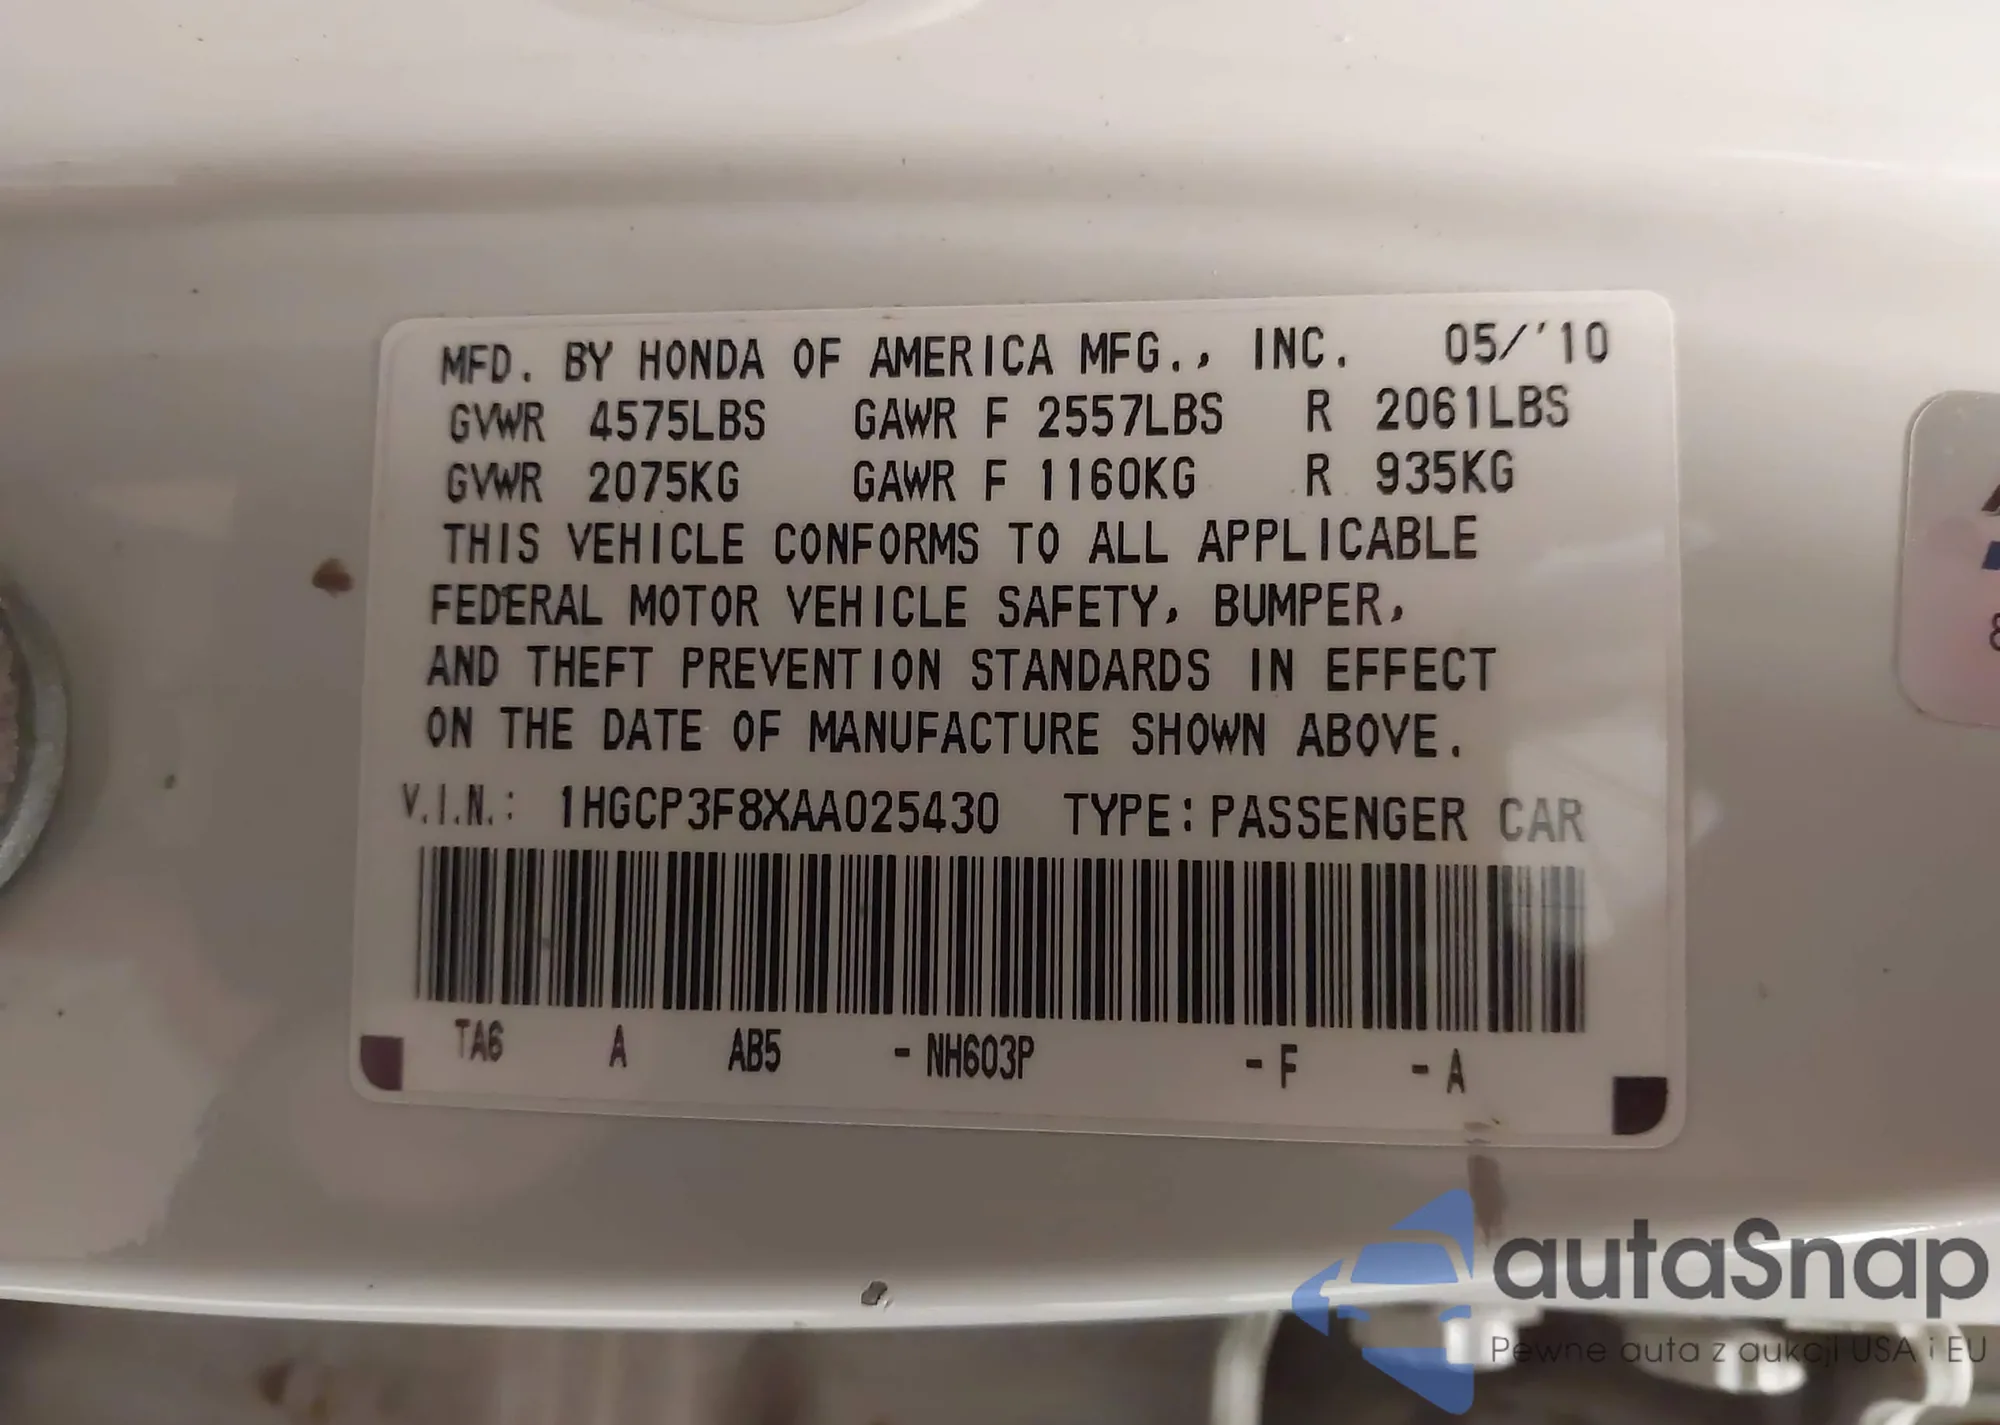 MFD. BY HONDA OF AMERICA MFG., INC. 05/'10
GVWR 4575LBS GAWR F 2557LBS R 2061LBS
GVWR 2075KG GAWR F 1160KG R 935KG
THIS VEHICLE CONFORMS TO ALL APPLICABLE
FEDERAL MOTOR VEHICLE SAFETY, BUMPER,
AND THEFT PREVENTION STANDARDS IN EFFECT
ON THE DATE OF MANUFACTURE SHOWN ABOVE.
V.I.N.: 1HGCP3F8XAA025430 TYPE: PASSENGER CAR
TA6 A AB5 - NH603P - F - A
autaSnap
Pewne auta z aukcji USA i EU